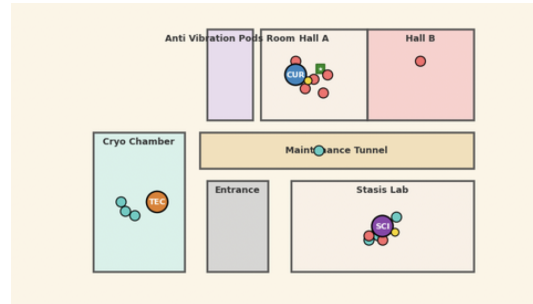 Anti Vibration Pods Room
Hall A
Hall B
CUR
Maintenance Tunnel
Cryo Chamber
TEC
Entrance
Stasis Lab
SCI